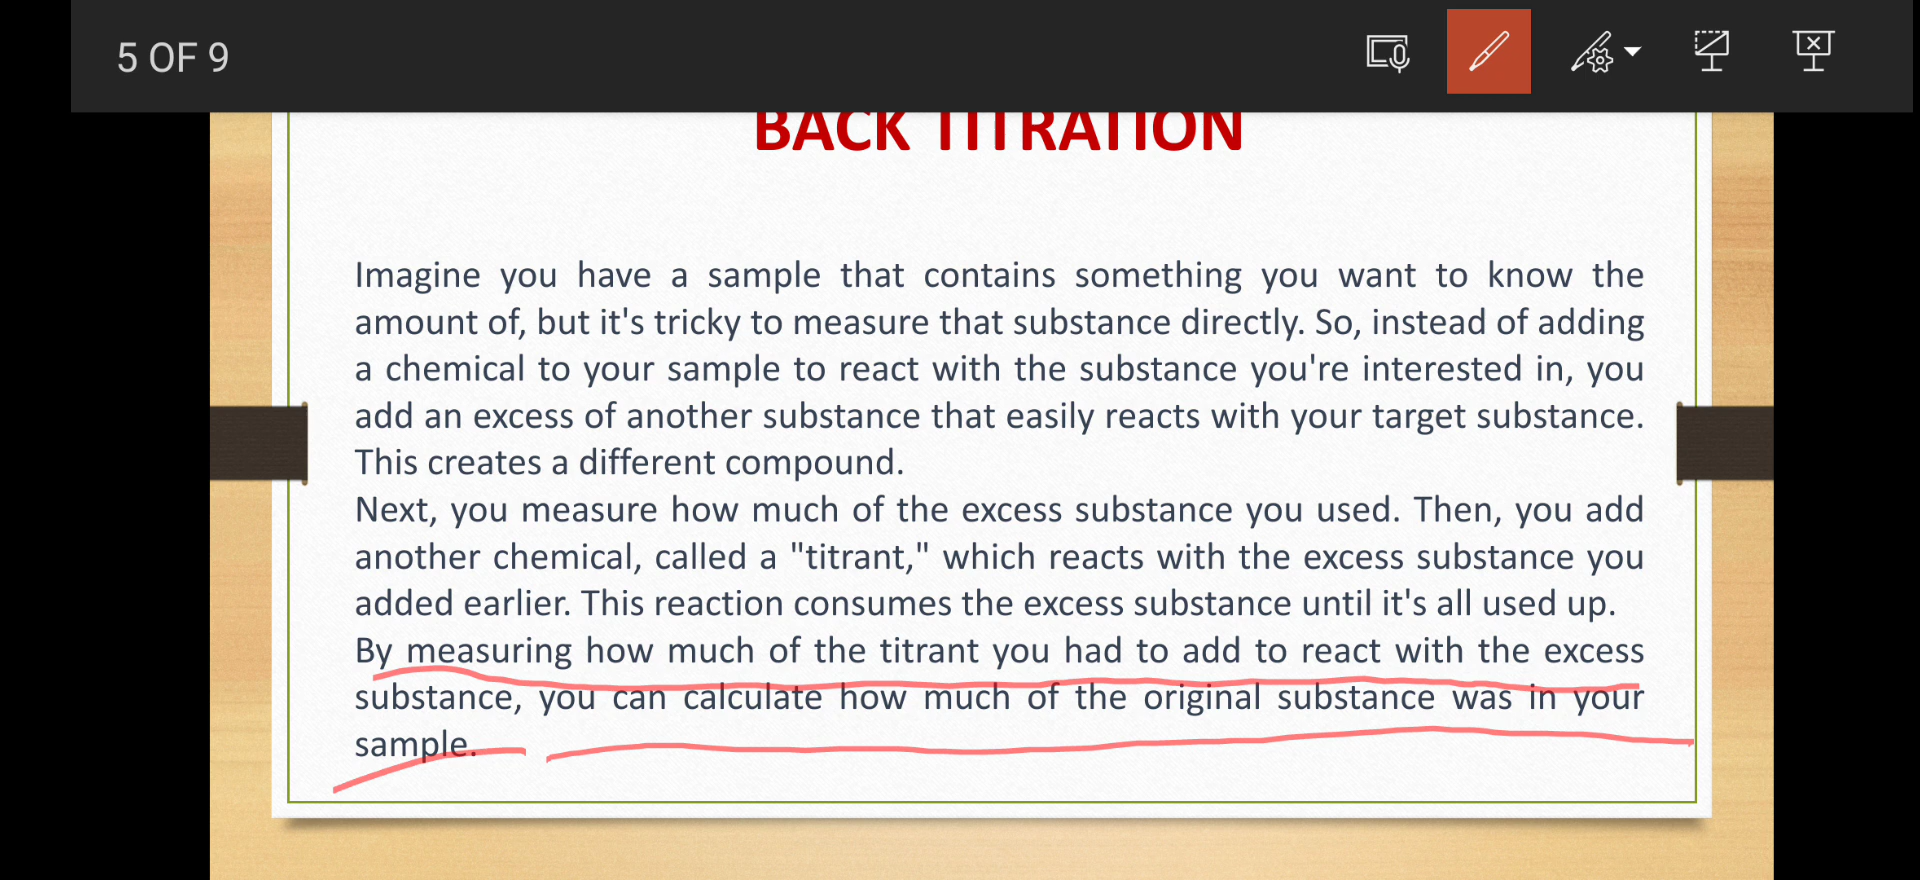 5 OF 9
BACK TITRATION
Imagine you have a sample that contains something you want to know the
amount of, but it's tricky to measure that substance directly. So, instead of adding
a chemical to your sample to react with the substance you're interested in, you
add an excess of another substance that easily reacts with your target substance.
This creates a different compound.
Next, you measure how much of the excess substance you used. Then, you add
another chemical, called a "titrant," which reacts with the excess substance you
added earlier. This reaction consumes the excess substance until it's all used up.
By measuring how much of the titrant you had to add to react with the excess
substance, you can calculate how much of the original substance was in your
sample.